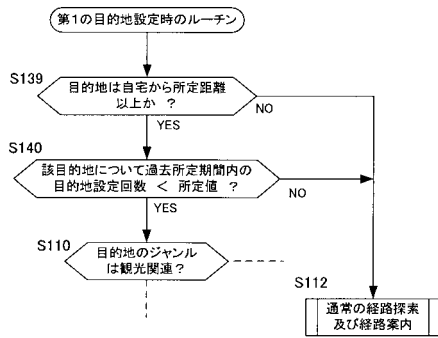 第1の目的地設定時のルーチン
S139
目的地は自宅から所定距離
以上か ?
NO
YES
S140
該目的地について過去所定期間内の
目的地設定回数 < 所定値 ?
NO
YES
S110
目的地のジャンル
は観光関連?
S112
通常の経路探索
及び経路案内